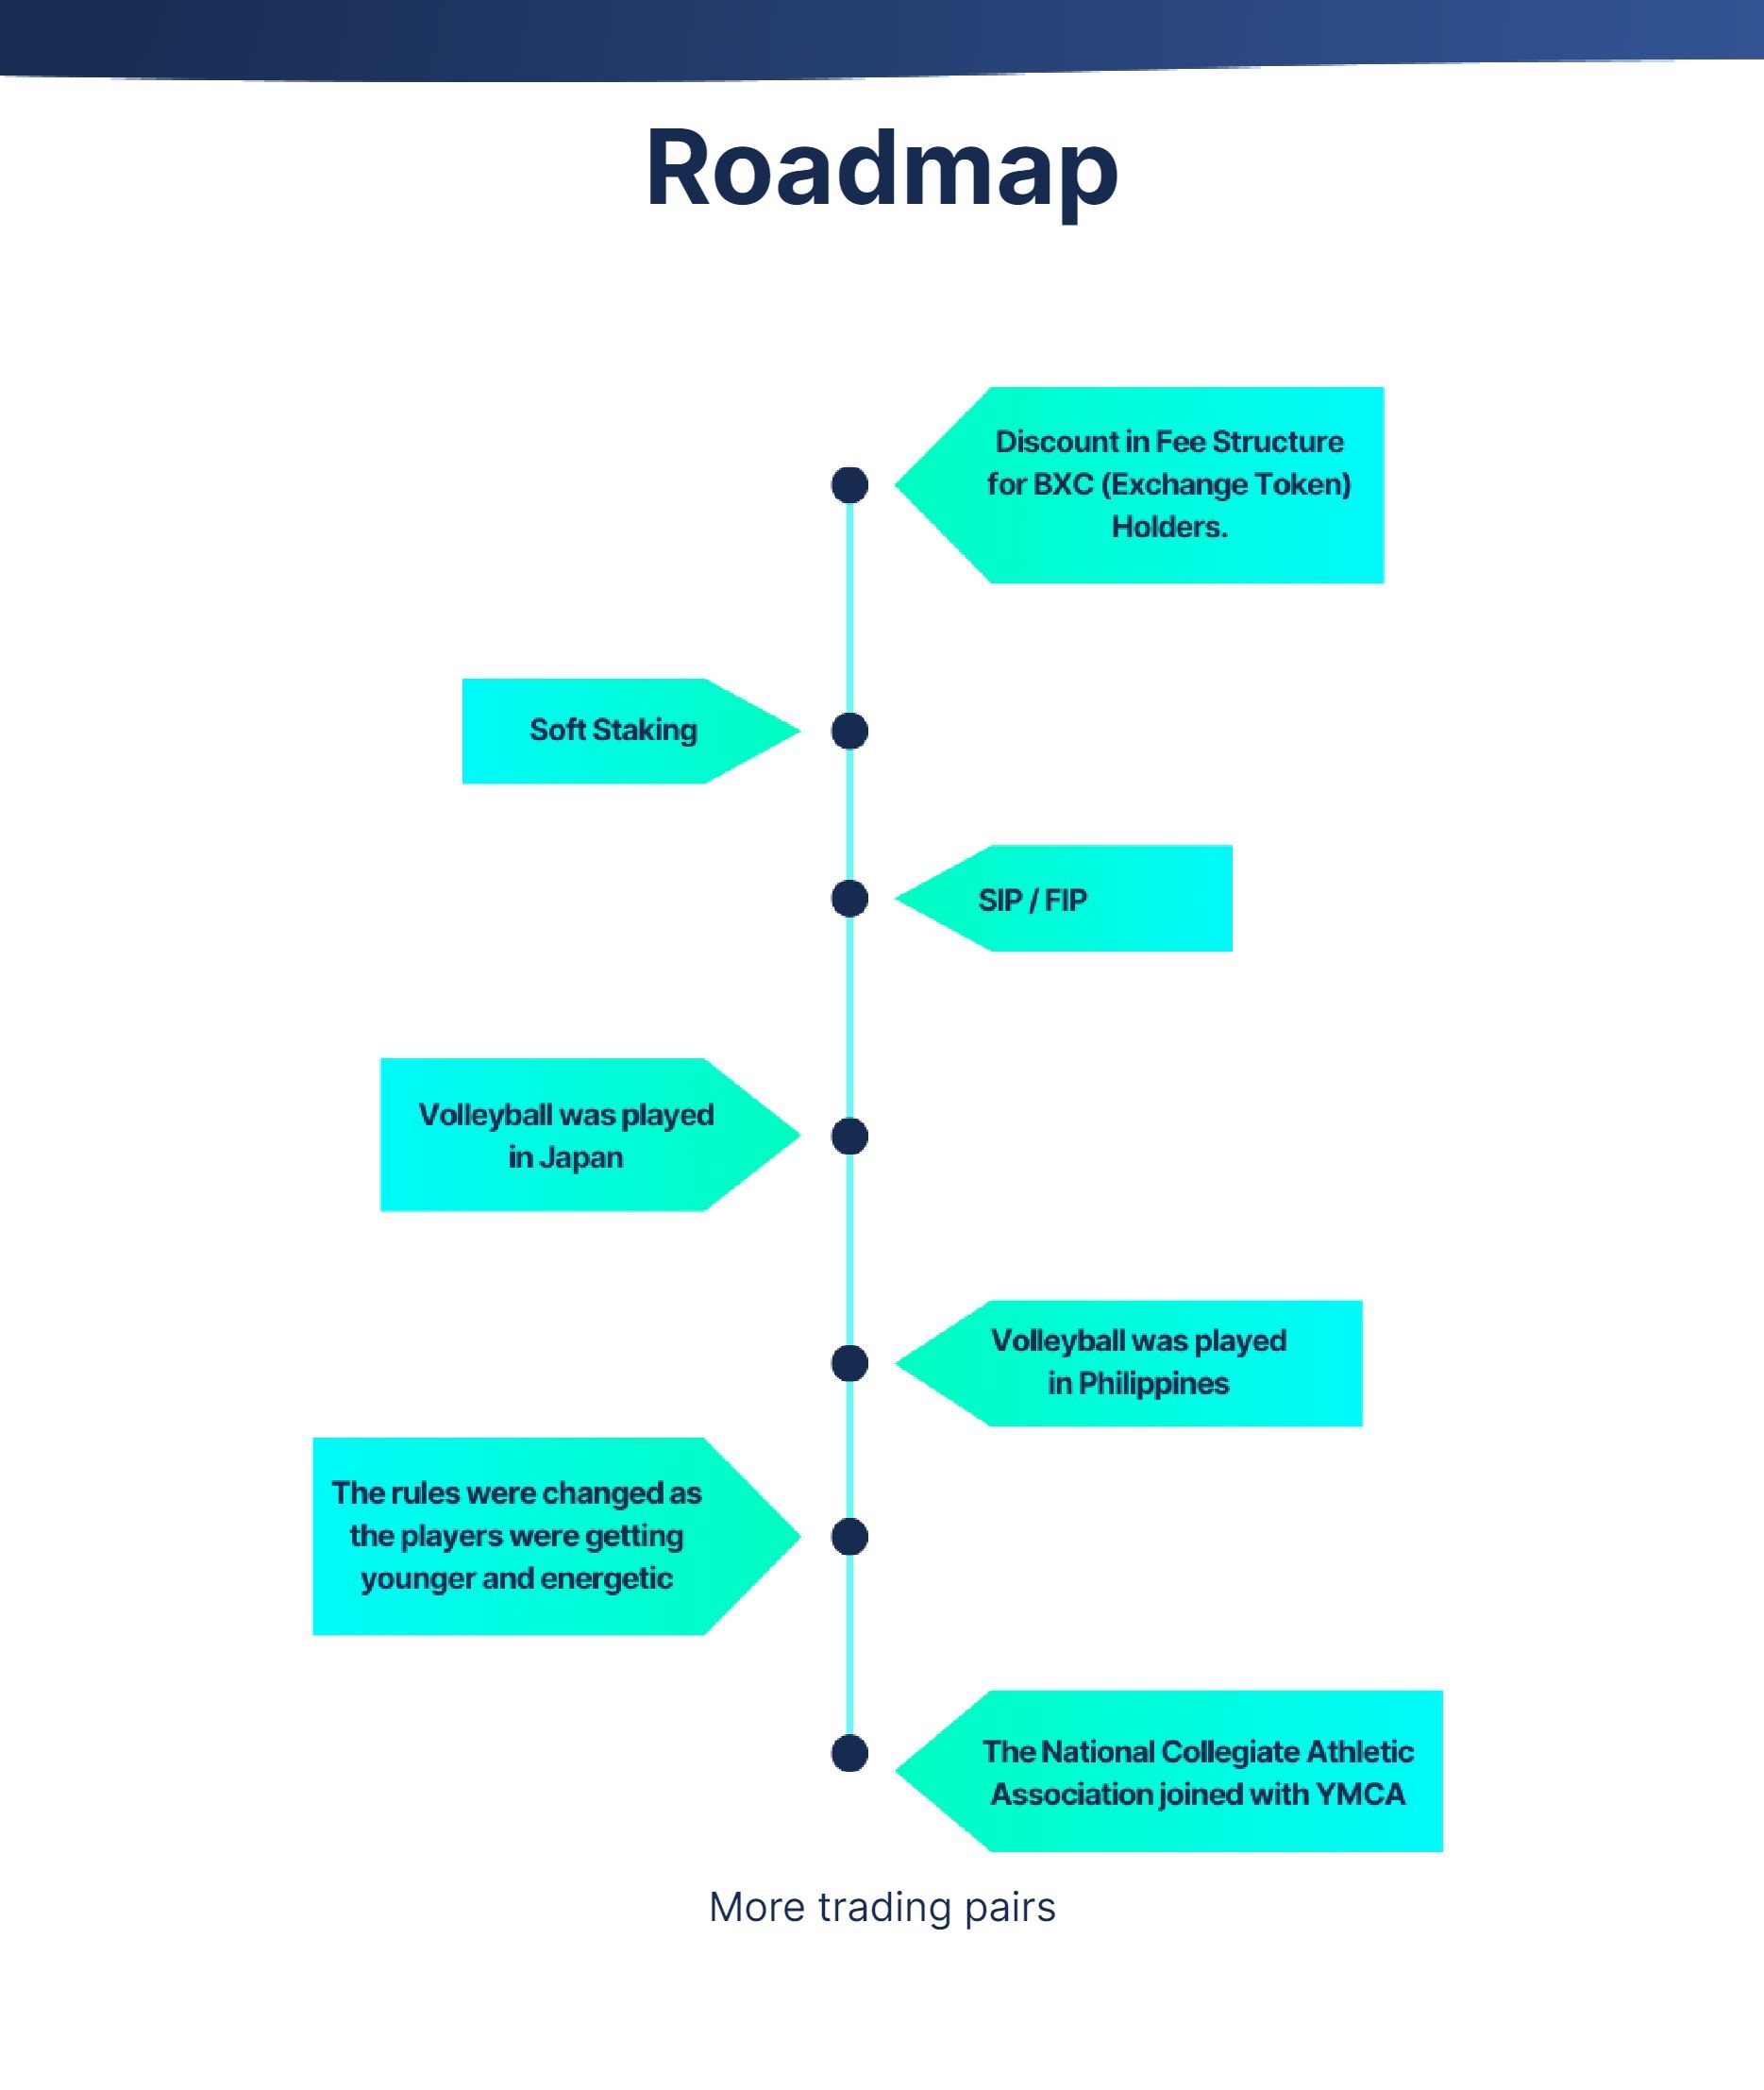 Roadmap
Discount in Fee Structure
for BXC (Exchange Token)
Holders.
Soft Staking
SIP / FIP
Volleyball was played
in Japan
Volleyball was played
in Philippines
The rules were changed as
the players were getting
younger and energetic
The National Collegiate Athletic
Association joined with YMCA
More trading pairs